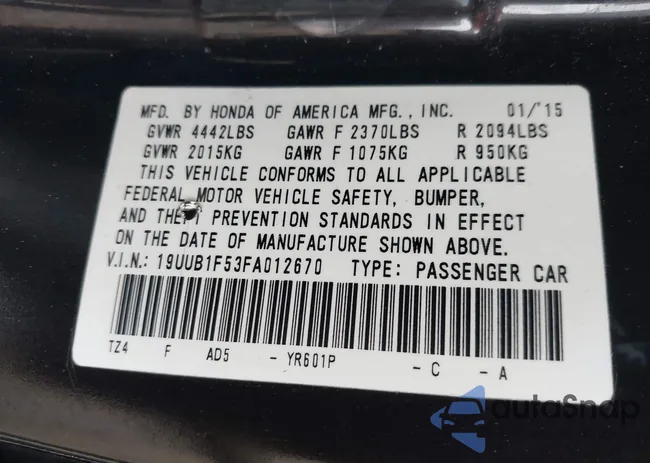 MFD. BY HONDA OF AMERICA MFG., INC. 01/'15
GVWR 4442LBS GAWR F 2370LBS R 2094LBS
GVWR 2015KG GAWR F 1075KG R 950KG
THIS VEHICLE CONFORMS TO ALL APPLICABLE
FEDERAL MOTOR VEHICLE SAFETY, BUMPER,
AND THEFT PREVENTION STANDARDS IN EFFECT
ON THE DATE OF MANUFACTURE SHOWN ABOVE.
V.I.N.: 19UUB1F53FA012670 TYPE: PASSENGER CAR
TZ4 F AD5 - YR601P - C - A
autoSnap